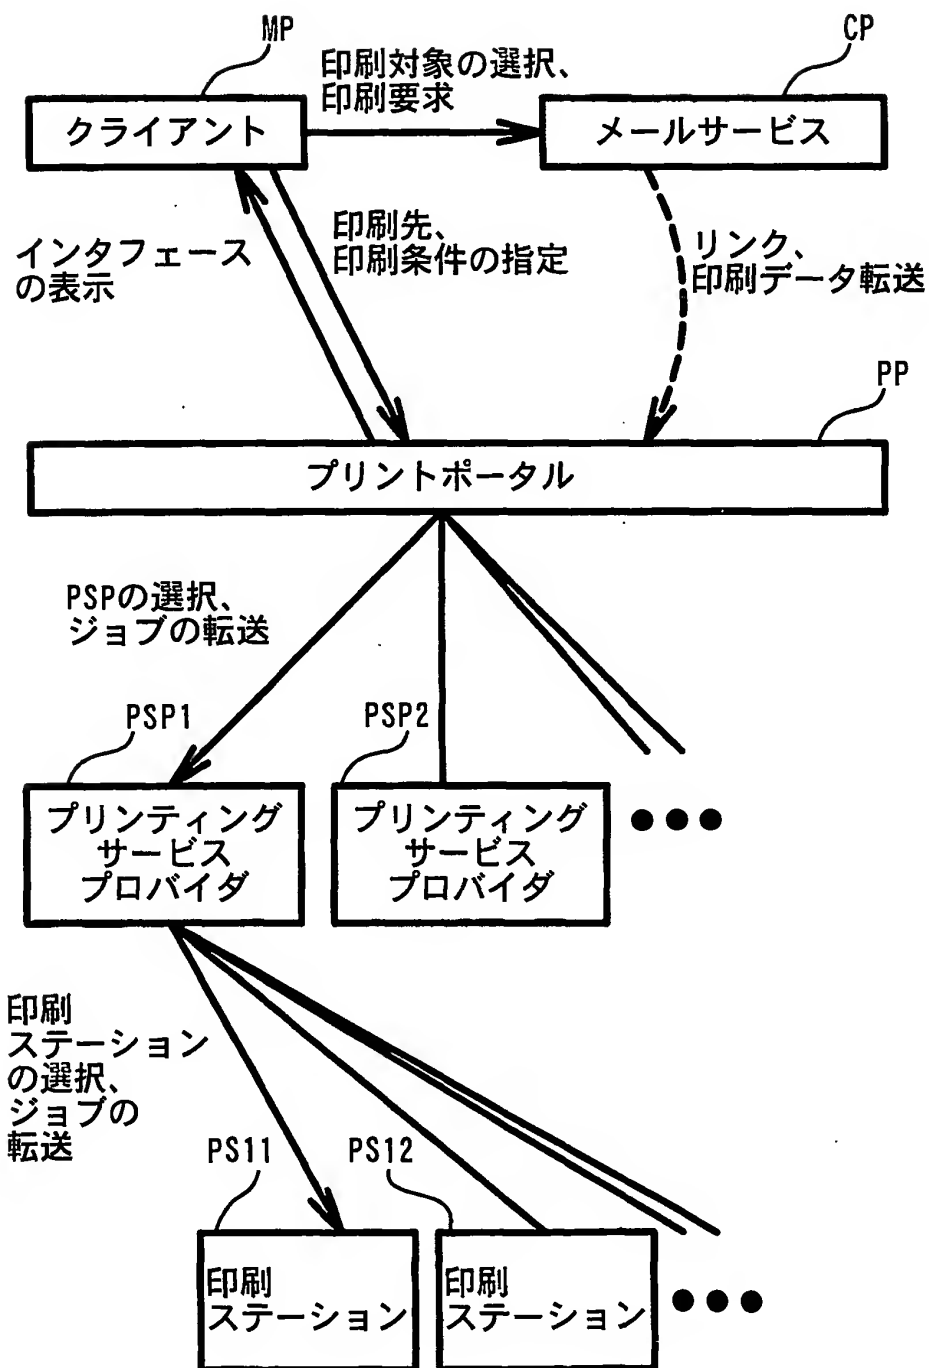 MP
CP
印刷対象の選択、
印刷要求
クライアント
メールサービス
インタフェース
の表示
印刷先、
印刷条件の指定
リンク、
印刷データ転送
PP
プリントポータル
PSPの選択、
ジョブの転送
PSP1
PSP2
プリンティング
サービス
プロバイダ
プリンティング
サービス
プロバイダ
印刷
ステーション
の選択、
ジョブの
転送
PS11
PS12
印刷
ステーション
印刷
ステーション